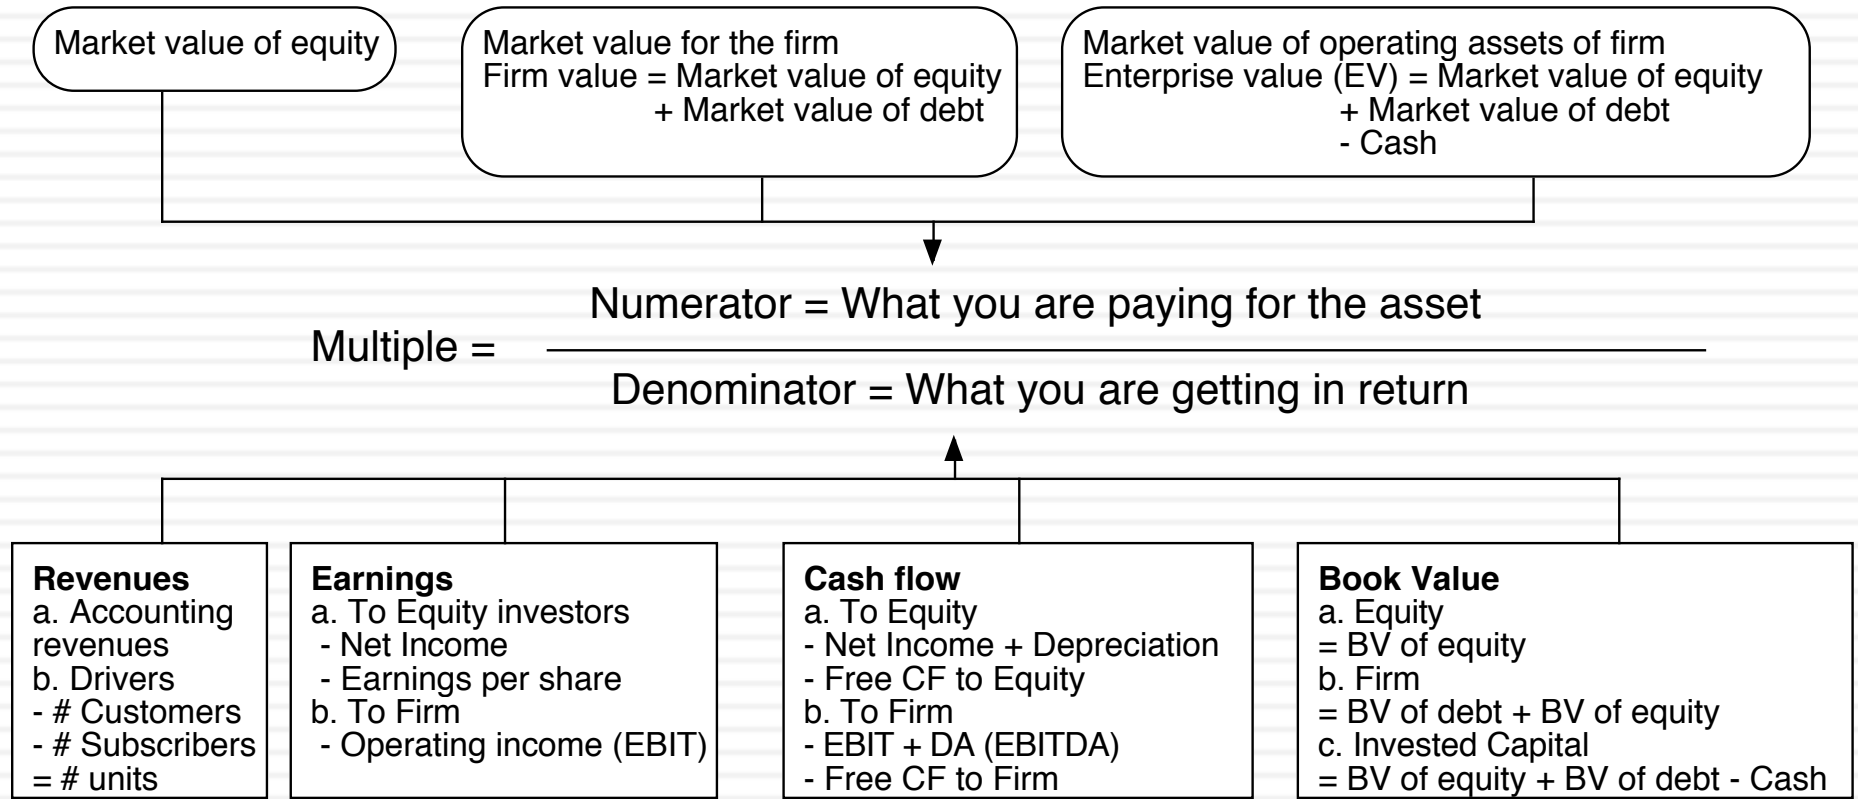 Market value of equity
Market value for the firm
Firm value = Market value of equity
+ Market value of debt
Market value of operating assets of firm
Enterprise value (EV) = Market value of equity
+ Market value of debt
- Cash
Numerator = What you are paying for the asset
Multiple =
Denominator = What you are getting in return
Revenues
a. Accounting
revenues
b. Drivers
- # Customers
- # Subscribers
= # units
Earnings
a. To Equity investors
- Net Income
- Earnings per share
b. To Firm
- Operating income (EBIT)
Cash flow
a. To Equity
- Net Income + Depreciation
- Free CF to Equity
b. To Firm
- EBIT + DA (EBITDA)
- Free CF to Firm
Book Value
a. Equity
= BV of equity
b. Firm
= BV of debt + BV of equity
c. Invested Capital
= BV of equity + BV of debt - Cash